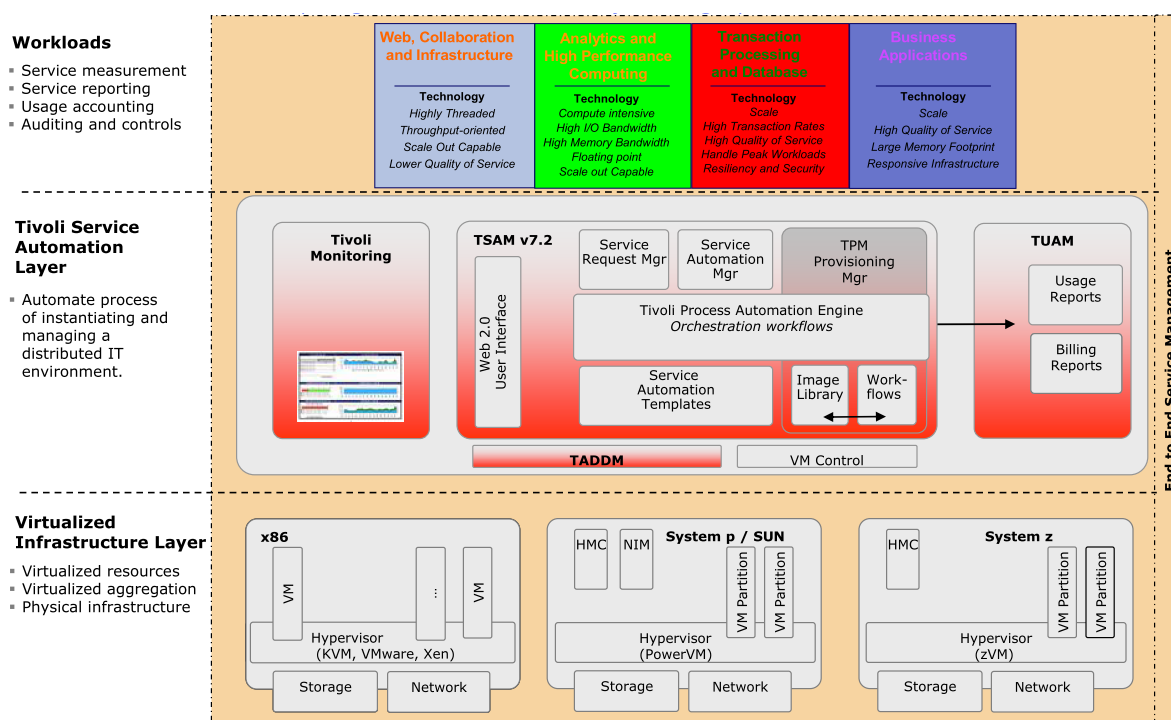 Workloads
Service measurement
Service reporting
Usage accounting
Auditing and controls
Web, Collaboration
and Infrastructure
Technology
Highly Threaded
Throughput-oriented
Scale Out Capable
Lower Quality of Service
Analytics and
High Performance
Computing
Technology
Compute intensive
High I/O Bandwidth
High Memory Bandwidth
Floating point
Scale out Capable
Transaction
Processing
and Database
Technology
Scale
High Transaction Rates
High Quality of Service
Handle Peak Workloads
Resiliency and Security
Business
Applications
Technology
Scale
High Quality of Service
Large Memory Footprint
Responsive Infrastructure
Tivoli Service
Automation
Layer
Automate process
of instantiating and
managing a
distributed IT
environment.
Tivoli
Monitoring
TSAM v7.2
Web 2.0
User Interface
Service
Request Mgr
Service
Automation
Mgr
TPM
Provisioning
Mgr
Tivoli Process Automation Engine
Orchestration workflows
Service
Automation
Templates
Image
Library
Work-
flows
TUAM
Usage
Reports
Billing
Reports
TADDM
VM Control
End to End Service Management
Virtualized
Infrastructure Layer
Virtualized resources
Virtualized aggregation
Physical infrastructure
x86
VM
...
VM
Hypervisor
(KVM, VMware, Xen)
Storage
Network
HMC
NIM
System p / SUN
VM Partition
VM Partition
Hypervisor
(PowerVM)
Storage
Network
HMC
System z
VM Partition
VM Partition
Hypervisor
(zVM)
Storage
Network